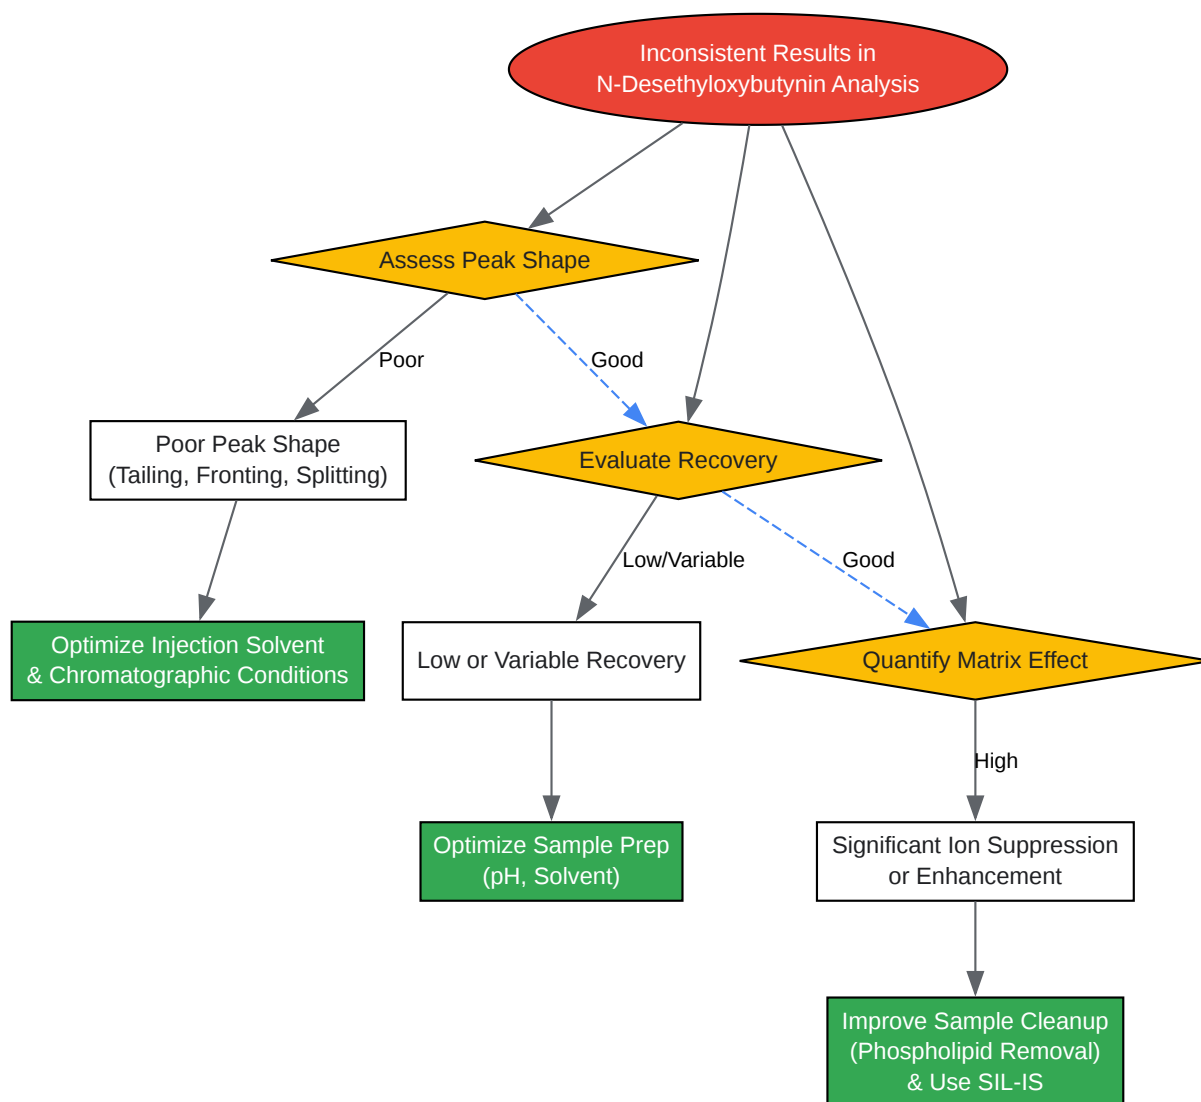 Inconsistent Results in
N-Desethyloxybutynin Analysis
Assess Peak Shape
Poor
Good
Poor Peak Shape
(Tailing, Fronting, Splitting)
Evaluate Recovery
Low/Variable
Good
Optimize Injection Solvent
& Chromatographic Conditions
Low or Variable Recovery
Quantify Matrix Effect
High
Optimize Sample Prep
(pH, Solvent)
Significant Ion Suppression
or Enhancement
Improve Sample Cleanup
(Phospholipid Removal)
& Use SIL-IS